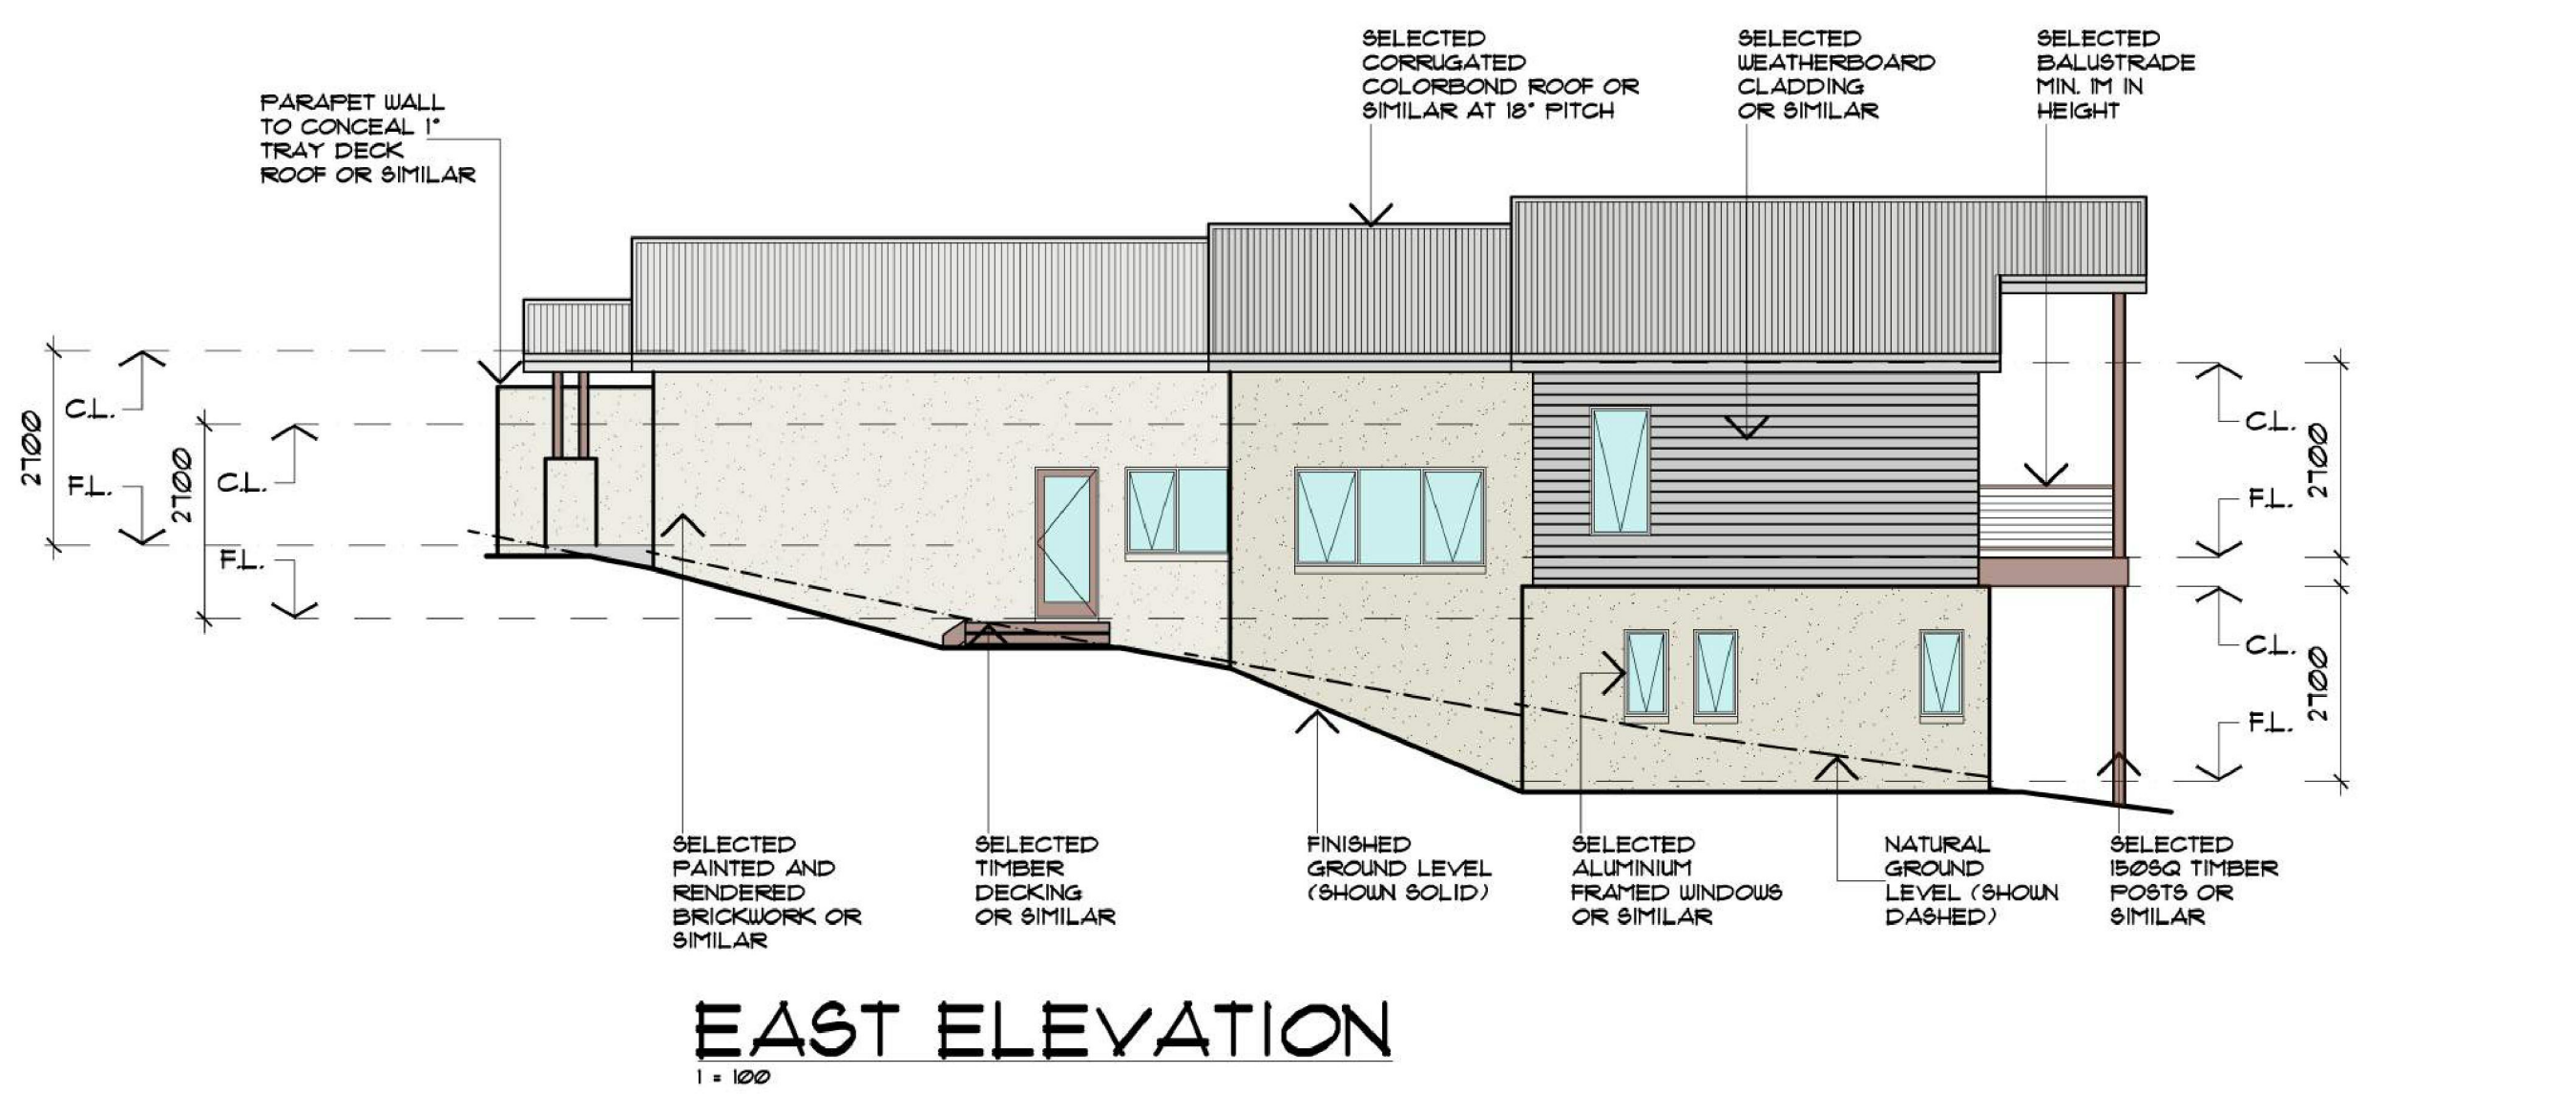 SELECTED
CORRUGATED
COLORBOND ROOF OR
SIMILAR AT 18° PITCH
SELECTED
WEATHERBOARD
CLADDING
OR SIMILAR
SELECTED
BALUSTRADE
MIN. 1M IN
HEIGHT
PARAPET WALL
TO CONCEAL 1°
TRAY DECK
ROOF OR SIMILAR
2700
C.L.
F.L.
2700
C.L.
F.L.
C.L.
F.L.
2700
C.L.
F.L.
2700
SELECTED
PAINTED AND
RENDERED
BRICKWORK OR
SIMILAR
SELECTED
TIMBER
DECKING
OR SIMILAR
FINISHED
GROUND LEVEL
(SHOWN SOLID)
SELECTED
ALUMINIUM
FRAMED WINDOWS
OR SIMILAR
NATURAL
GROUND
LEVEL (SHOWN
DASHED)
SELECTED
150SQ TIMBER
POSTS OR
SIMILAR
EAST ELEVATION
1 = 100